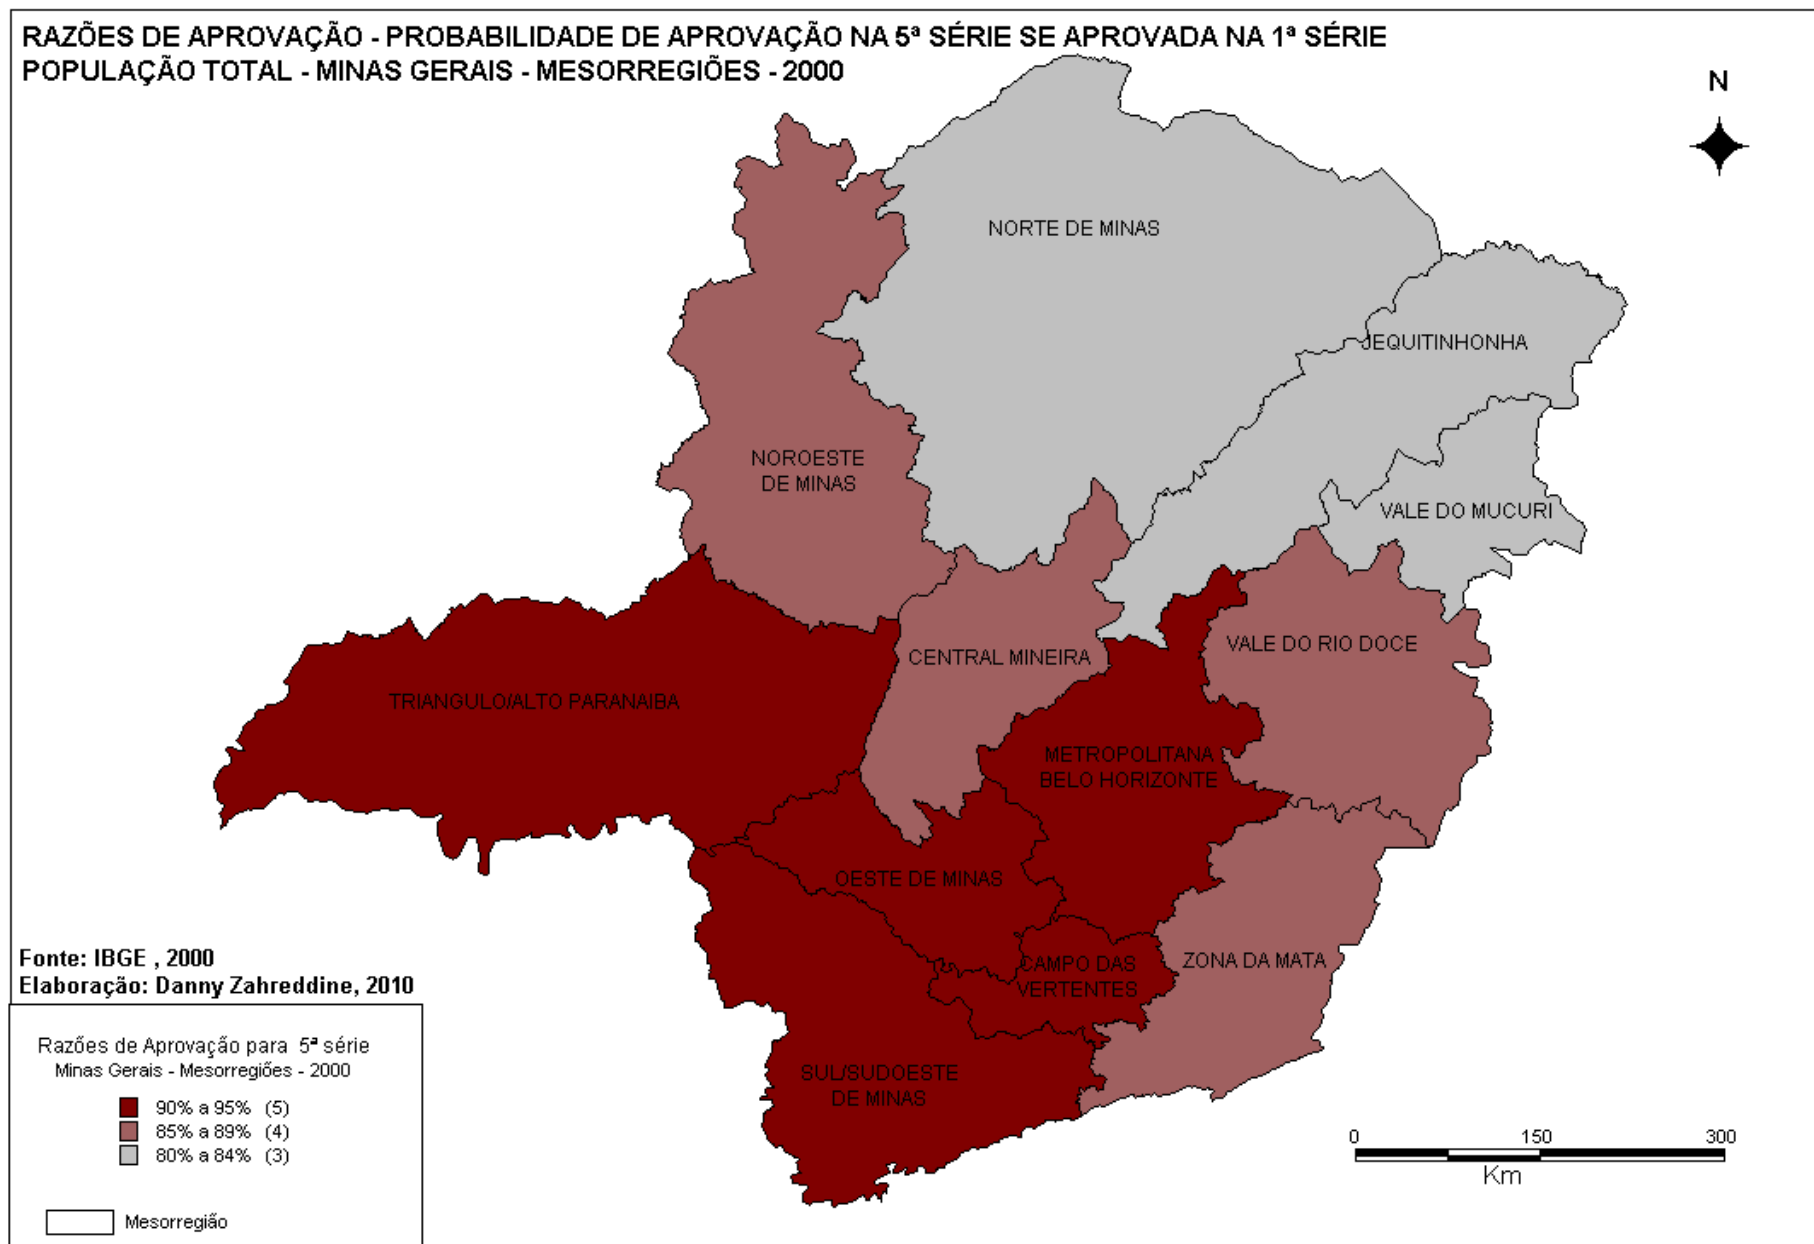 RAZÕES DE APROVAÇÃO - PROBABILIDADE DE APROVAÇÃO NA 5ª SÉRIE SE APROVADA NA 1ª SÉRIE
POPULAÇÃO TOTAL - MINAS GERAIS - MESORREGIÕES - 2000
N
NORTE DE MINAS
JEQUITINHONHA
NOROESTE
DE MINAS
VALE DO MUCURI
VALE DO RIO DOCE
CENTRAL MINEIRA
TRIANGULO/ALTO PARANAIBA
METROPOLITANA
BELO HORIZONTE
OESTE DE MINAS
CAMPO DAS
VERTENTES
ZONA DA MATA
SUL/SUDOESTE
DE MINAS
Fonte: IBGE , 2000
Elaboração: Danny Zahreddine, 2010
Razões de Aprovação para 5ª série
Minas Gerais - Mesorregiões - 2000
90% a 95% (5)
85% a 89% (4)
80% a 84% (3)
Mesorregião
0 150 300
Km